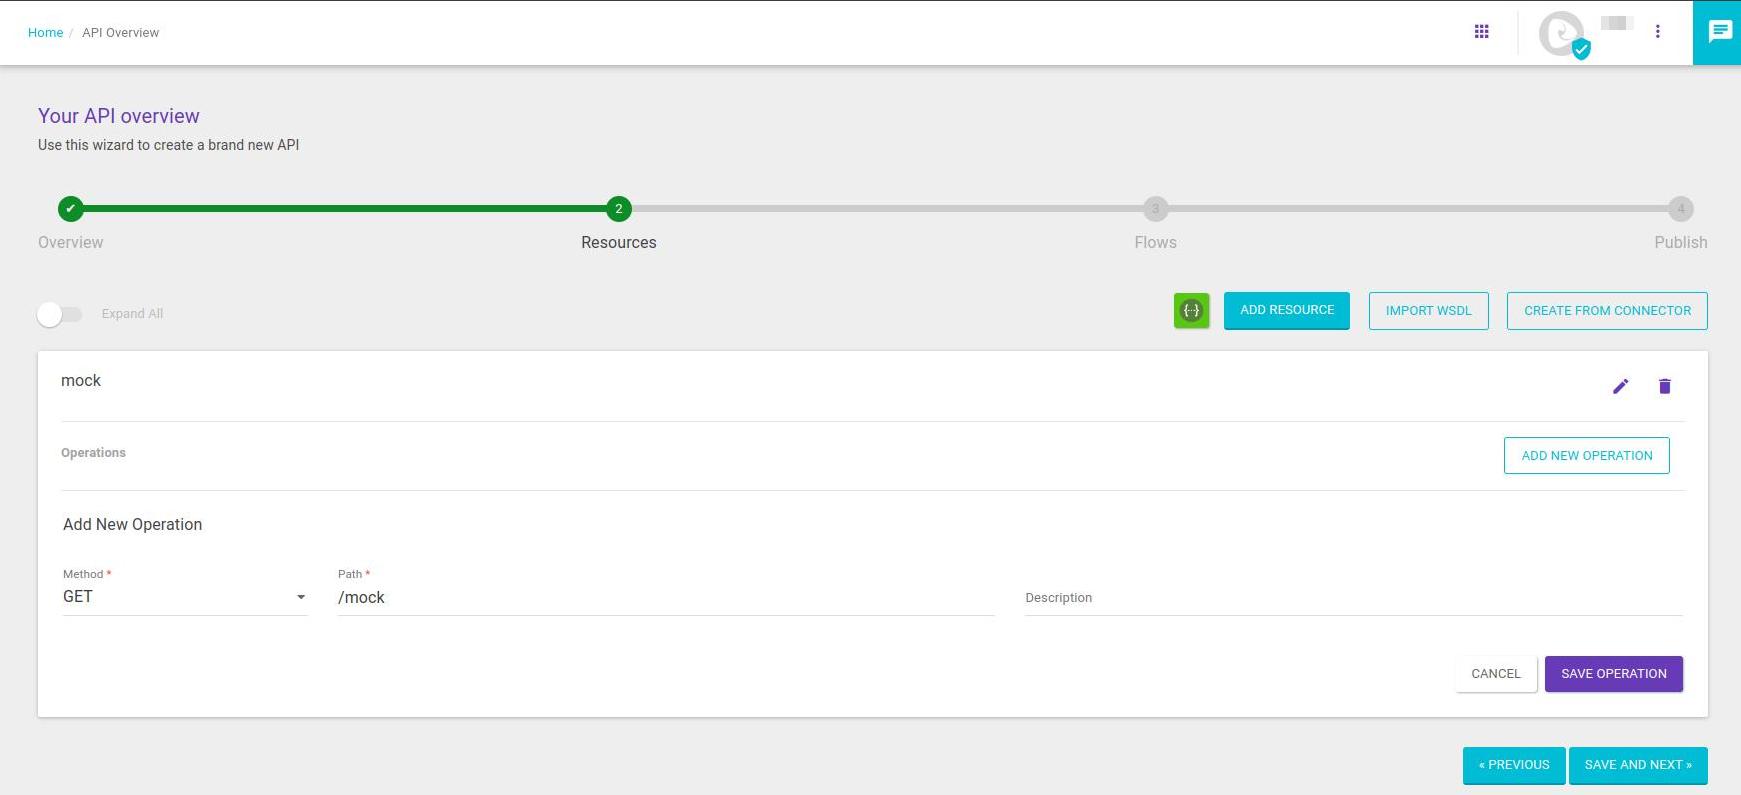 Home / API Overview
Your API overview
Use this wizard to create a brand new API
✔ 2 3 4
Overview Resources Flows Publish
Expand All {··} ADD RESOURCE IMPORT WSDL CREATE FROM CONNECTOR
mock
Operations ADD NEW OPERATION
Add New Operation
Method * Path *
GET /mock Description
CANCEL SAVE OPERATION
« PREVIOUS SAVE AND NEXT »